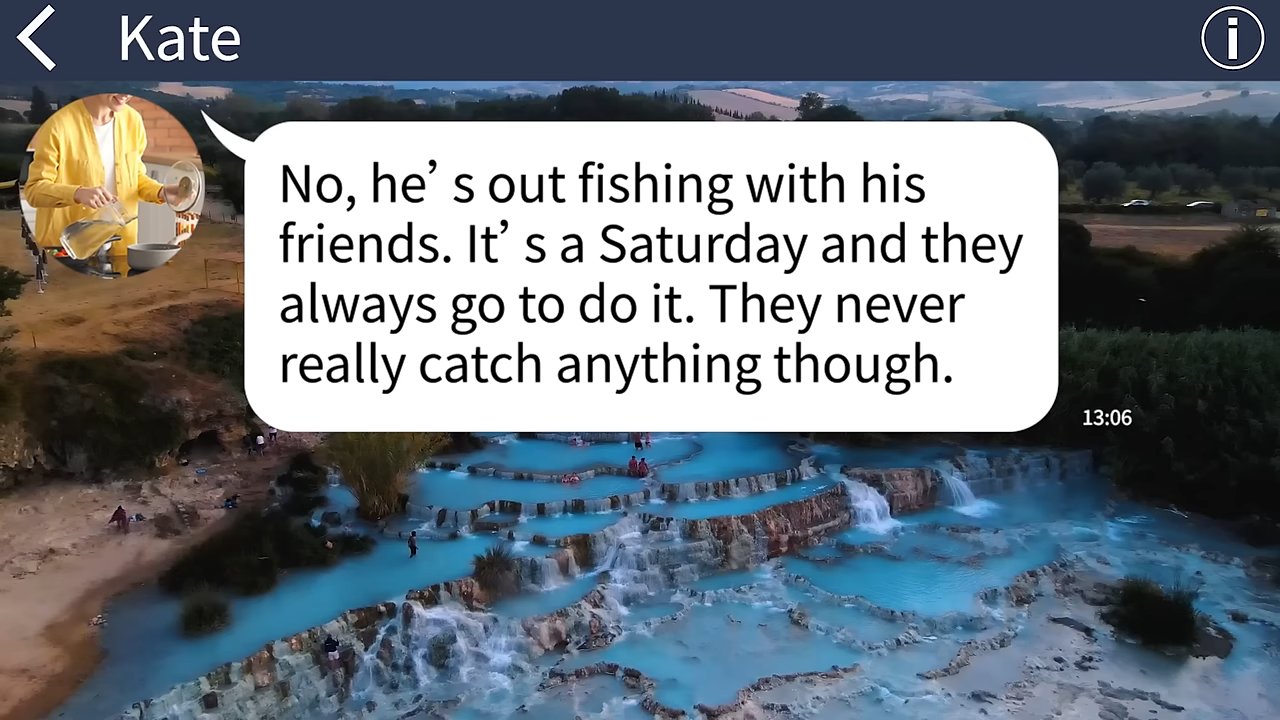 Kate
No, he’s out fishing with his
friends. It’s a Saturday and they
always go to do it. They never
really catch anything though.
13:06